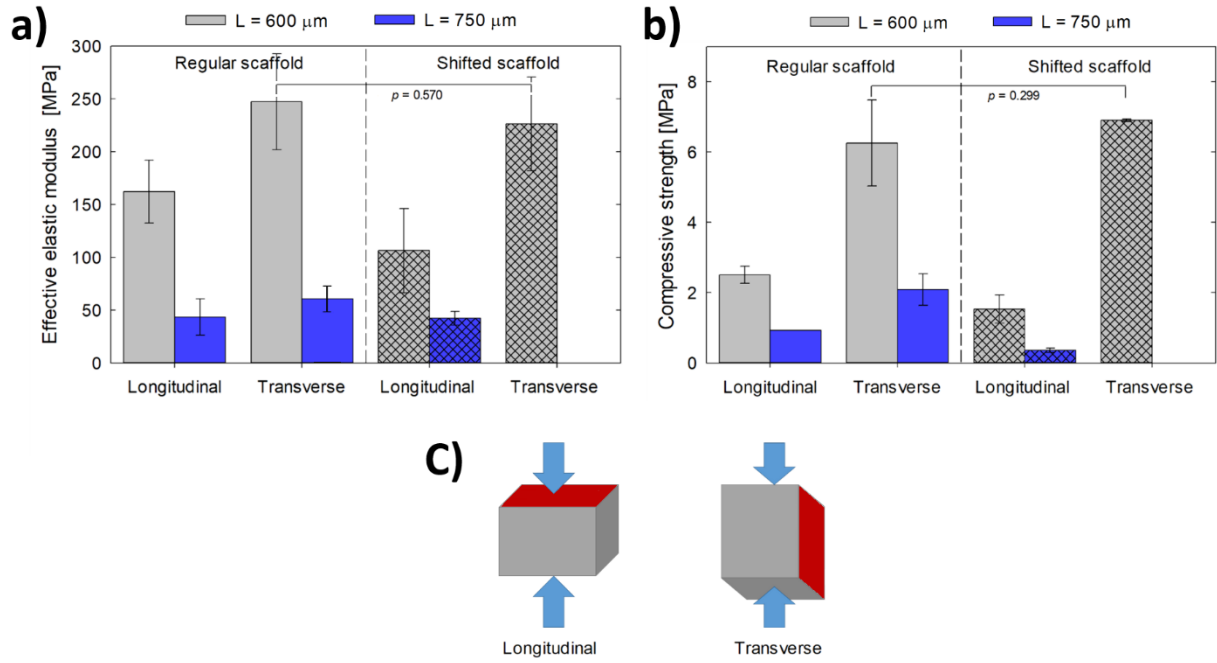 a)
L = 600 μm L = 750 μm
Effective elastic modulus [MPa]
300
250
200
150
100
50
0
Regular scaffold Shifted scaffold
p = 0.570
Longitudinal Transverse Longitudinal Transverse
b)
L = 600 μm L = 750 μm
Compressive strength [MPa]
8
6
4
2
0
Regular scaffold Shifted scaffold
p = 0.299
Longitudinal Transverse Longitudinal Transverse
C)
Longitudinal Transverse